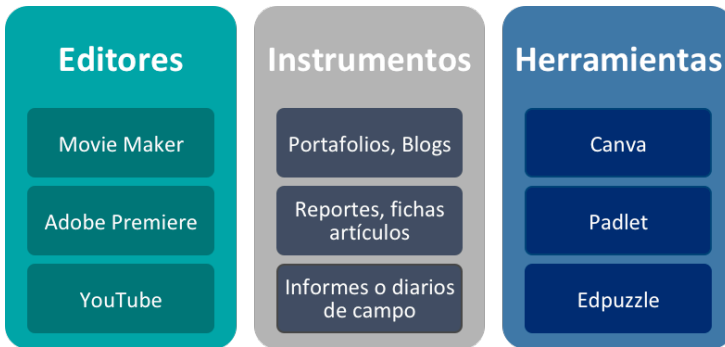 Editores
Movie Maker
Adobe Premiere
YouTube
Instrumentos
Portafolios, Blogs
Reportes, fichas
artículos
Informes o diarios
de campo
Herramientas
Canva
Padlet
Edpuzzle